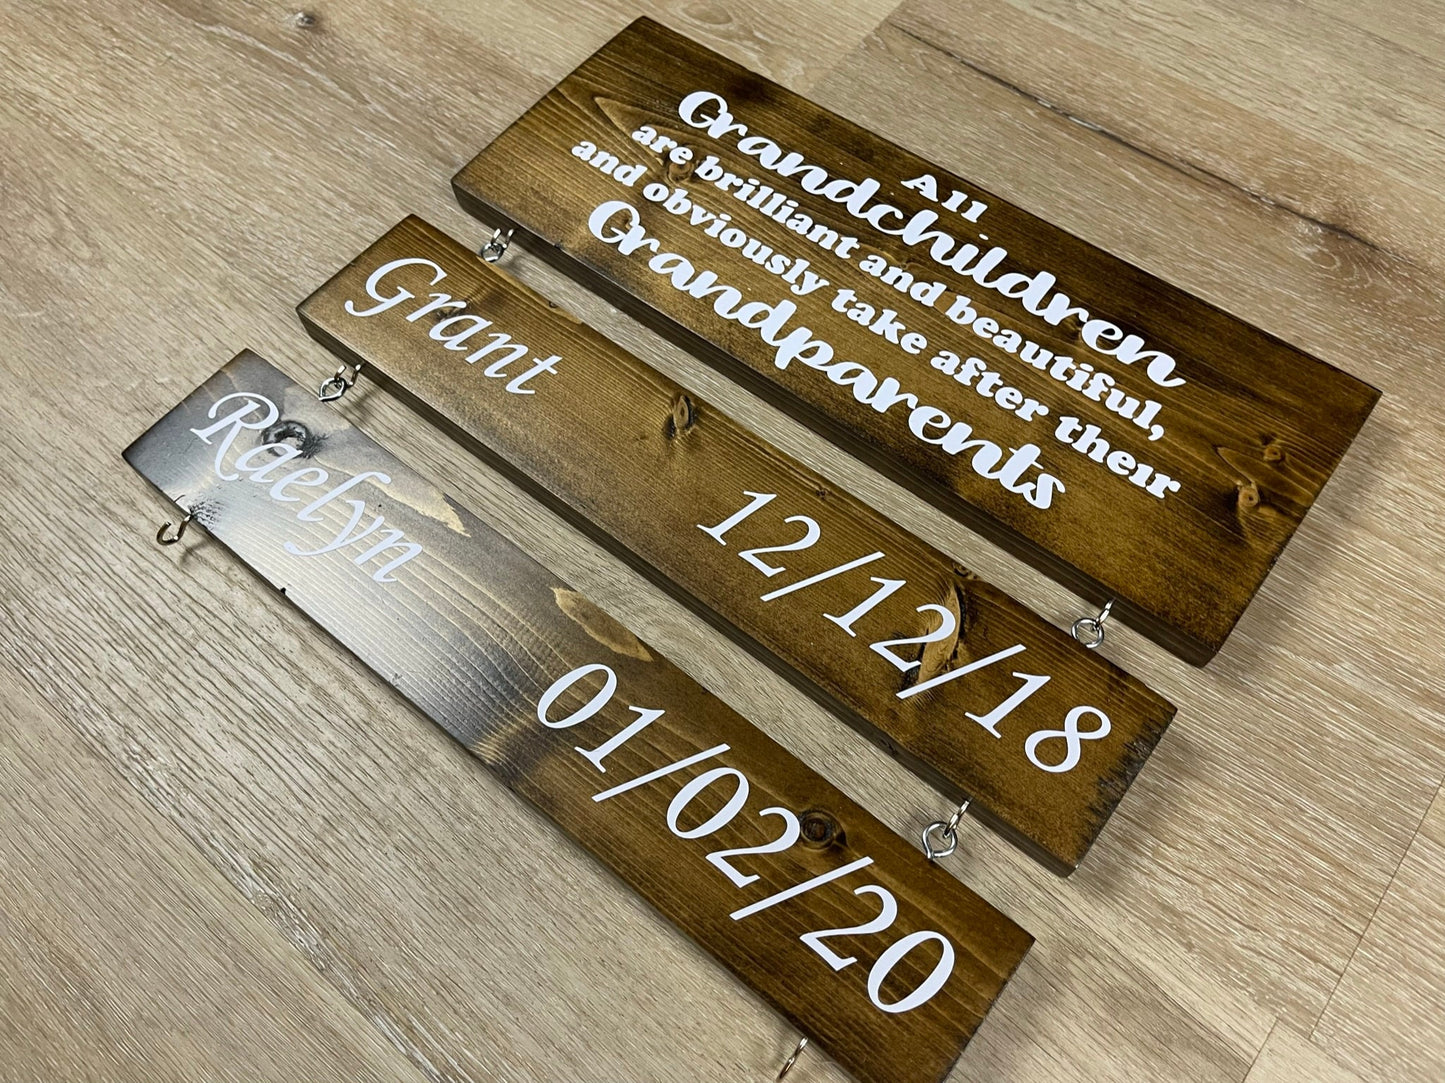 All
Grandchildren
are brilliant and beautiful,
and obviously take after their
Grandparents
Grant 12/12/18
Raelyn 01/02/20